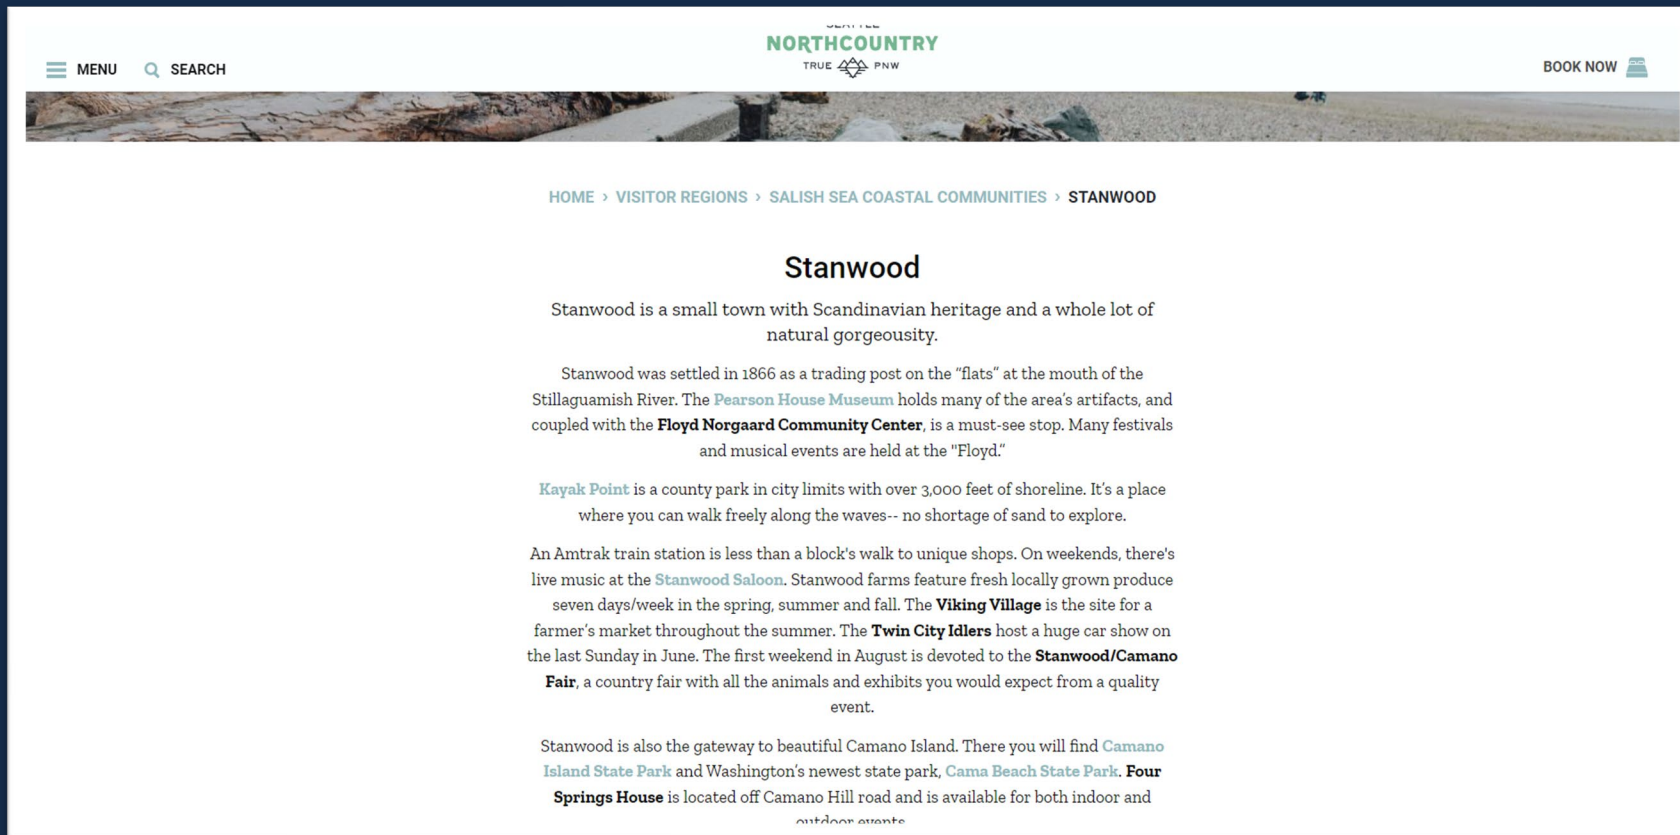 SEATTLE
NORTHCOUNTRY
TRUE PNW
MENU
SEARCH
BOOK NOW
HOME › VISITOR REGIONS › SALISH SEA COASTAL COMMUNITIES › STANWOOD
Stanwood
Stanwood is a small town with Scandinavian heritage and a whole lot of
natural gorgeousity.
Stanwood was settled in 1866 as a trading post on the “flats” at the mouth of the
Stillaguamish River. The Pearson House Museum holds many of the area’s artifacts, and
coupled with the Floyd Norgaard Community Center, is a must-see stop. Many festivals
and musical events are held at the "Floyd.”
Kayak Point is a county park in city limits with over 3,000 feet of shoreline. It’s a place
where you can walk freely along the waves-- no shortage of sand to explore.
An Amtrak train station is less than a block's walk to unique shops. On weekends, there's
live music at the Stanwood Saloon. Stanwood farms feature fresh locally grown produce
seven days/week in the spring, summer and fall. The Viking Village is the site for a
farmer’s market throughout the summer. The Twin City Idlers host a huge car show on
the last Sunday in June. The first weekend in August is devoted to the Stanwood/Camano
Fair, a country fair with all the animals and exhibits you would expect from a quality
event.
Stanwood is also the gateway to beautiful Camano Island. There you will find Camano
Island State Park and Washington’s newest state park, Cama Beach State Park. Four
Springs House is located off Camano Hill road and is available for both indoor and
outdoor events.